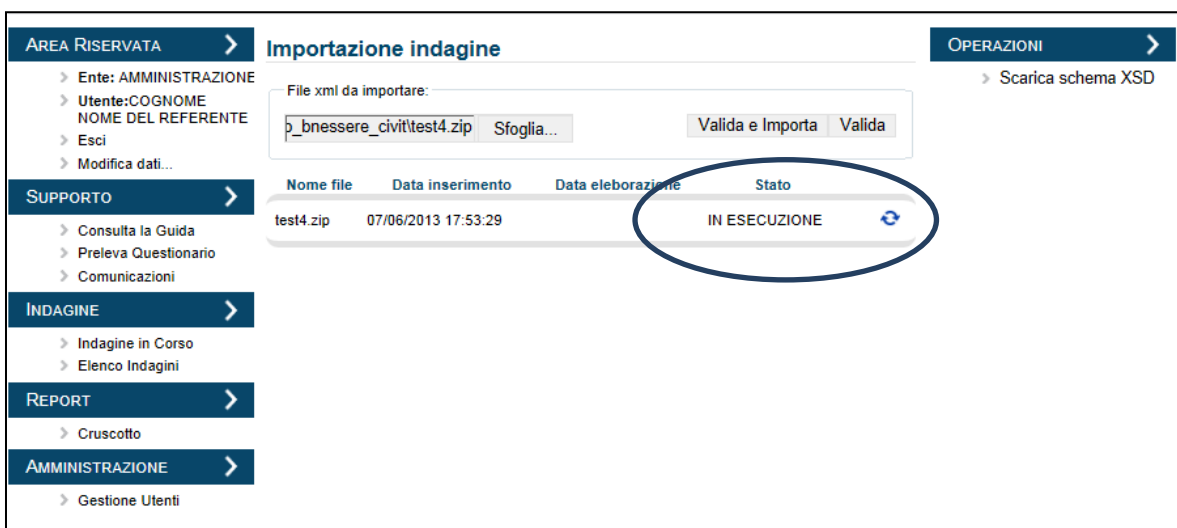 AREA RISERVATA
Ente: AMMINISTRAZIONE
Utente:COGNOME
NOME DEL REFERENTE
Esci
Modifica dati...
SUPPORTO
Consulta la Guida
Preleva Questionario
Comunicazioni
INDAGINE
Indagine in Corso
Elenco Indagini
REPORT
Cruscotto
AMMINISTRAZIONE
Gestione Utenti
Importazione indagine
File xml da importare:
o_bnessere_civit\test4.zip Sfoglia... Valida e Importa Valida
Nome file Data inserimento Data eleborazione Stato
test4.zip 07/06/2013 17:53:29 IN ESECUZIONE
OPERAZIONI
Scarica schema XSD